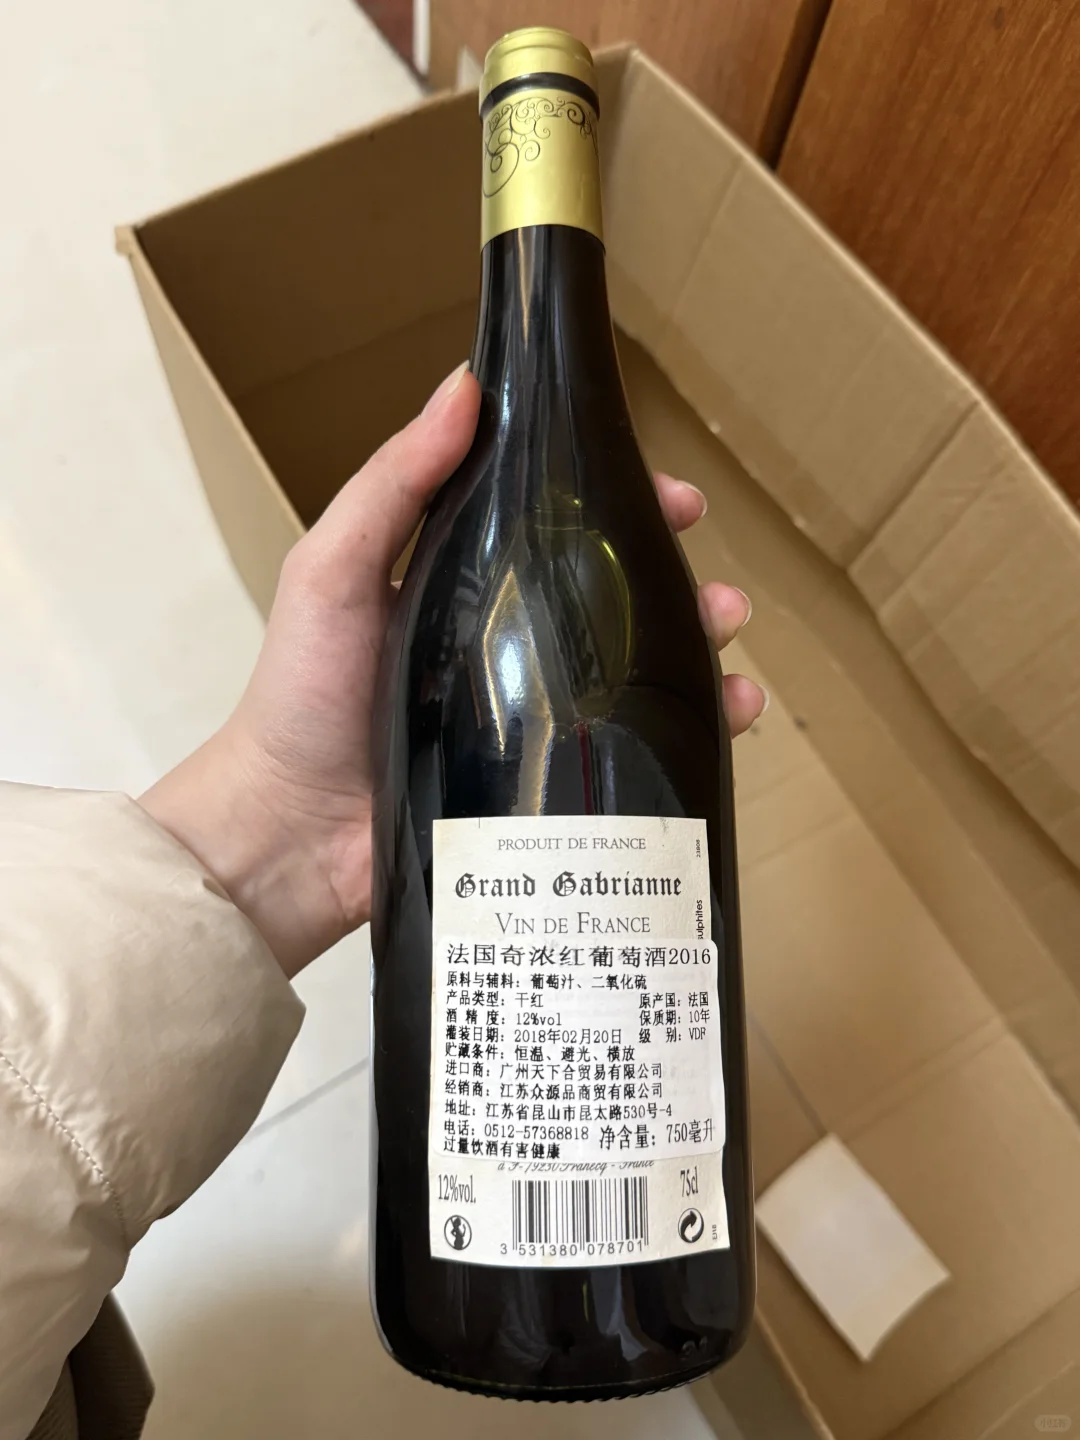 PRODUIT DE FRANCE
Grand Gabrianne
VIN DE FRANCE
sulphites
法国奇浓红葡萄酒2016
原料与辅料：葡萄汁、二氧化硫
产品类型：干红 原产国：法国
酒 精 度：12%vol 保质期：10年
灌装日期：2018年02月20日 级 别：VDF
贮藏条件：恒温、避光、横放
进口商：广州天下合贸易有限公司
经销商：江苏众源品商贸有限公司
地址：江苏省昆山市昆太路530号-4
电话：0512-57368818 净含量：750毫升
过量饮酒有害健康
France
12%vol. 75cl
3 531380 078701
小红书